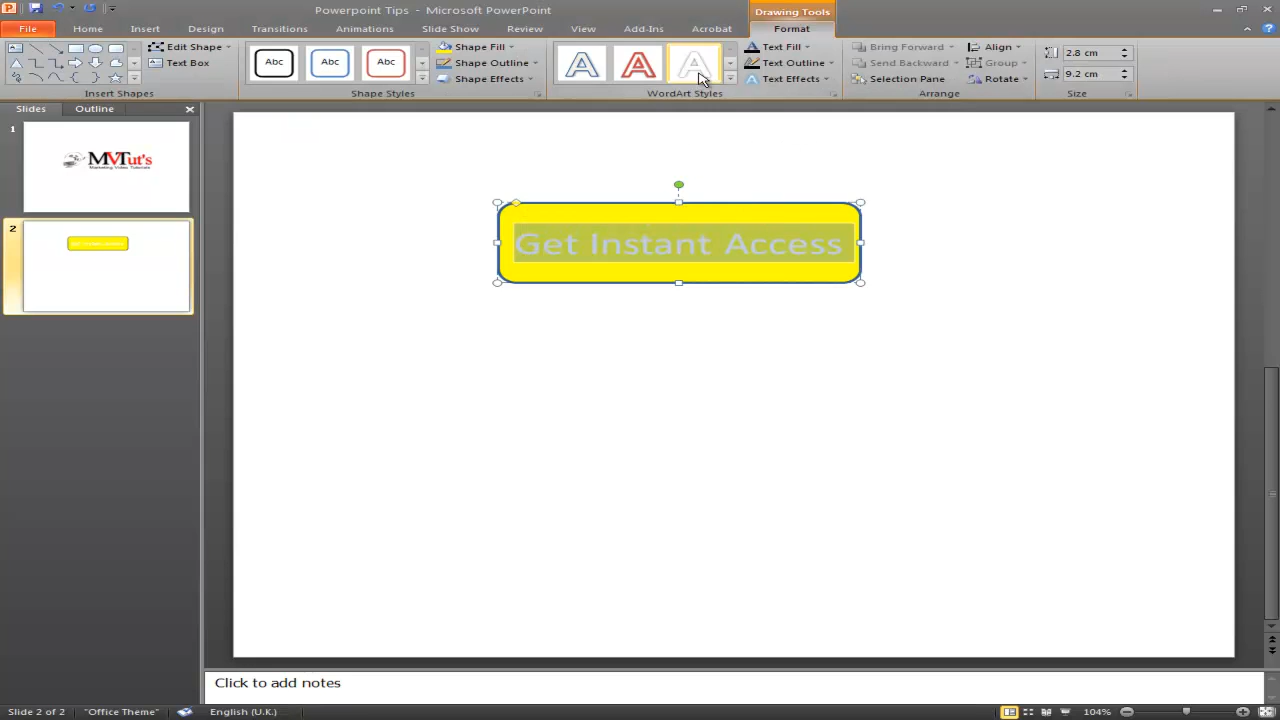 Powerpoint Tips - Microsoft PowerPoint
Drawing Tools
File Home Insert Design Transitions Animations Slide Show Review View Add-Ins Acrobat Format
Edit Shape
Text Box
Insert Shapes
Abc Abc Abc
Shape Fill
Shape Outline
Shape Effects
Shape Styles
A A A
WordArt Styles
Text Fill
Text Outline
Text Effects
Bring Forward
Send Backward
Selection Pane
Align
Group
Rotate
Arrange
2.8 cm
9.2 cm
Size
Slides Outline
1
MVTut's
Marketing Video Tutorials
2
Get Instant Access
Click to add notes
Slide 2 of 2 "Office Theme" English (U.K.) 104%